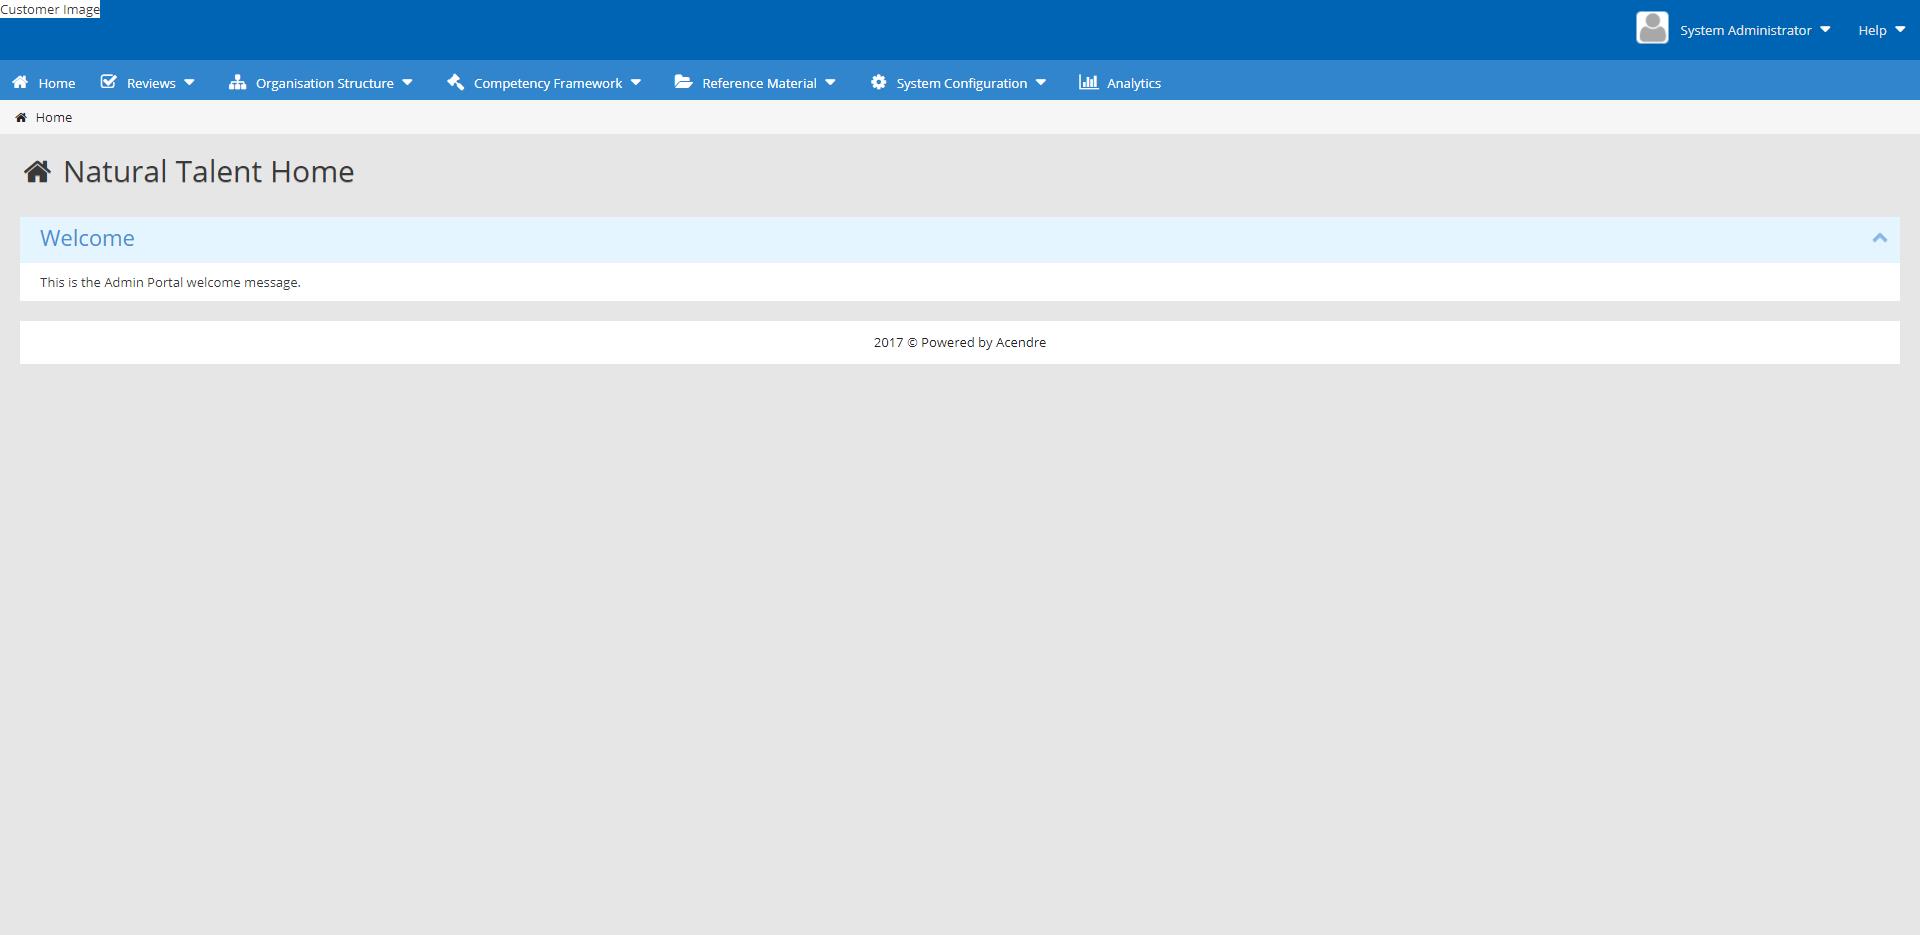 Customer Image
System Administrator Help
Home Reviews Organisation Structure Competency Framework Reference Material System Configuration Analytics
Home
Natural Talent Home
Welcome
This is the Admin Portal welcome message.
2017 © Powered by Acendre